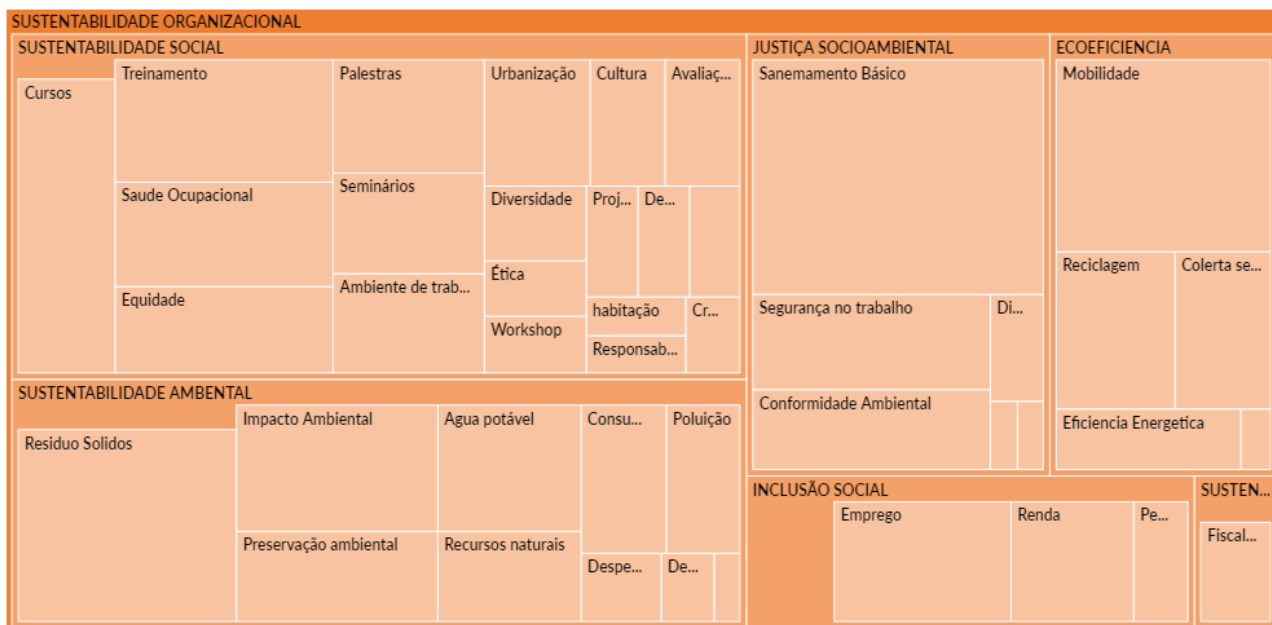 SUSTENTABILIDADE ORGANIZACIONAL
SUSTENTABILIDADE SOCIAL
Cursos
Treinamento
Saude Ocupacional
Equidade
Palestras
Seminários
Ambiente de trab...
Urbanização
Diversidade
Ética
Workshop
Cultura
Avaliaç...
Proj...
De...
habitação
Responsab...
Cr...
SUSTENTABILIDADE AMBENTAL
Residuo Solidos
Impacto Ambiental
Preservação ambiental
Agua potável
Recursos naturais
Consu...
Poluição
Despe...
De...
JUSTIÇA SOCIOAMBIENTAL
Sanemamento Básico
Segurança no trabalho
Di...
Conformidade Ambiental
ECOEFICIENCIA
Mobilidade
Reciclagem
Colerta se...
Eficiencia Energetica
INCLUSÃO SOCIAL
Emprego
Renda
Pe...
SUSTEN...
Fiscal...